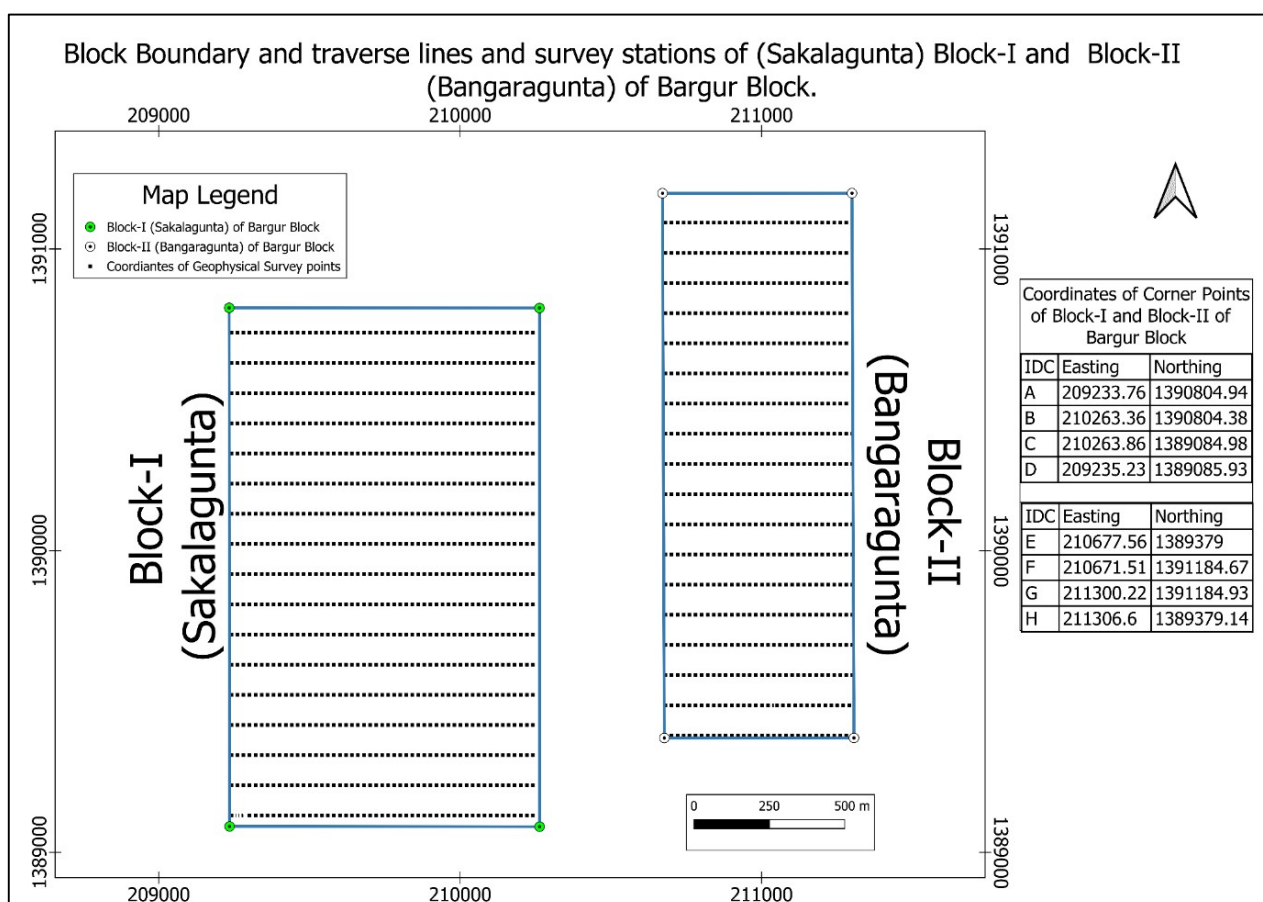 Block Boundary and traverse lines and survey stations of (Sakalagunta) Block-I and Block-II
(Bangaragunta) of Bargur Block.
209000 210000 211000
Map Legend
Block-I (Sakalagunta) of Bargur Block
Block-II (Bangaragunta) of Bargur Block
Coordiantes of Geophysical Survey points
1391000
1390000
1389000
Block-I
(Sakalagunta)
(Bangaragunta)
Block-II
1391000
1390000
1389000
0 250 500 m
209000 210000 211000
Coordinates of Corner Points
of Block-I and Block-II of
Bargur Block
IDC Easting Northing
A 209233.76 1390804.94
B 210263.36 1390804.38
C 210263.86 1389084.98
D 209235.23 1389085.93
IDC Easting Northing
E 210677.56 1389379
F 210671.51 1391184.67
G 211300.22 1391184.93
H 211306.6 1389379.14